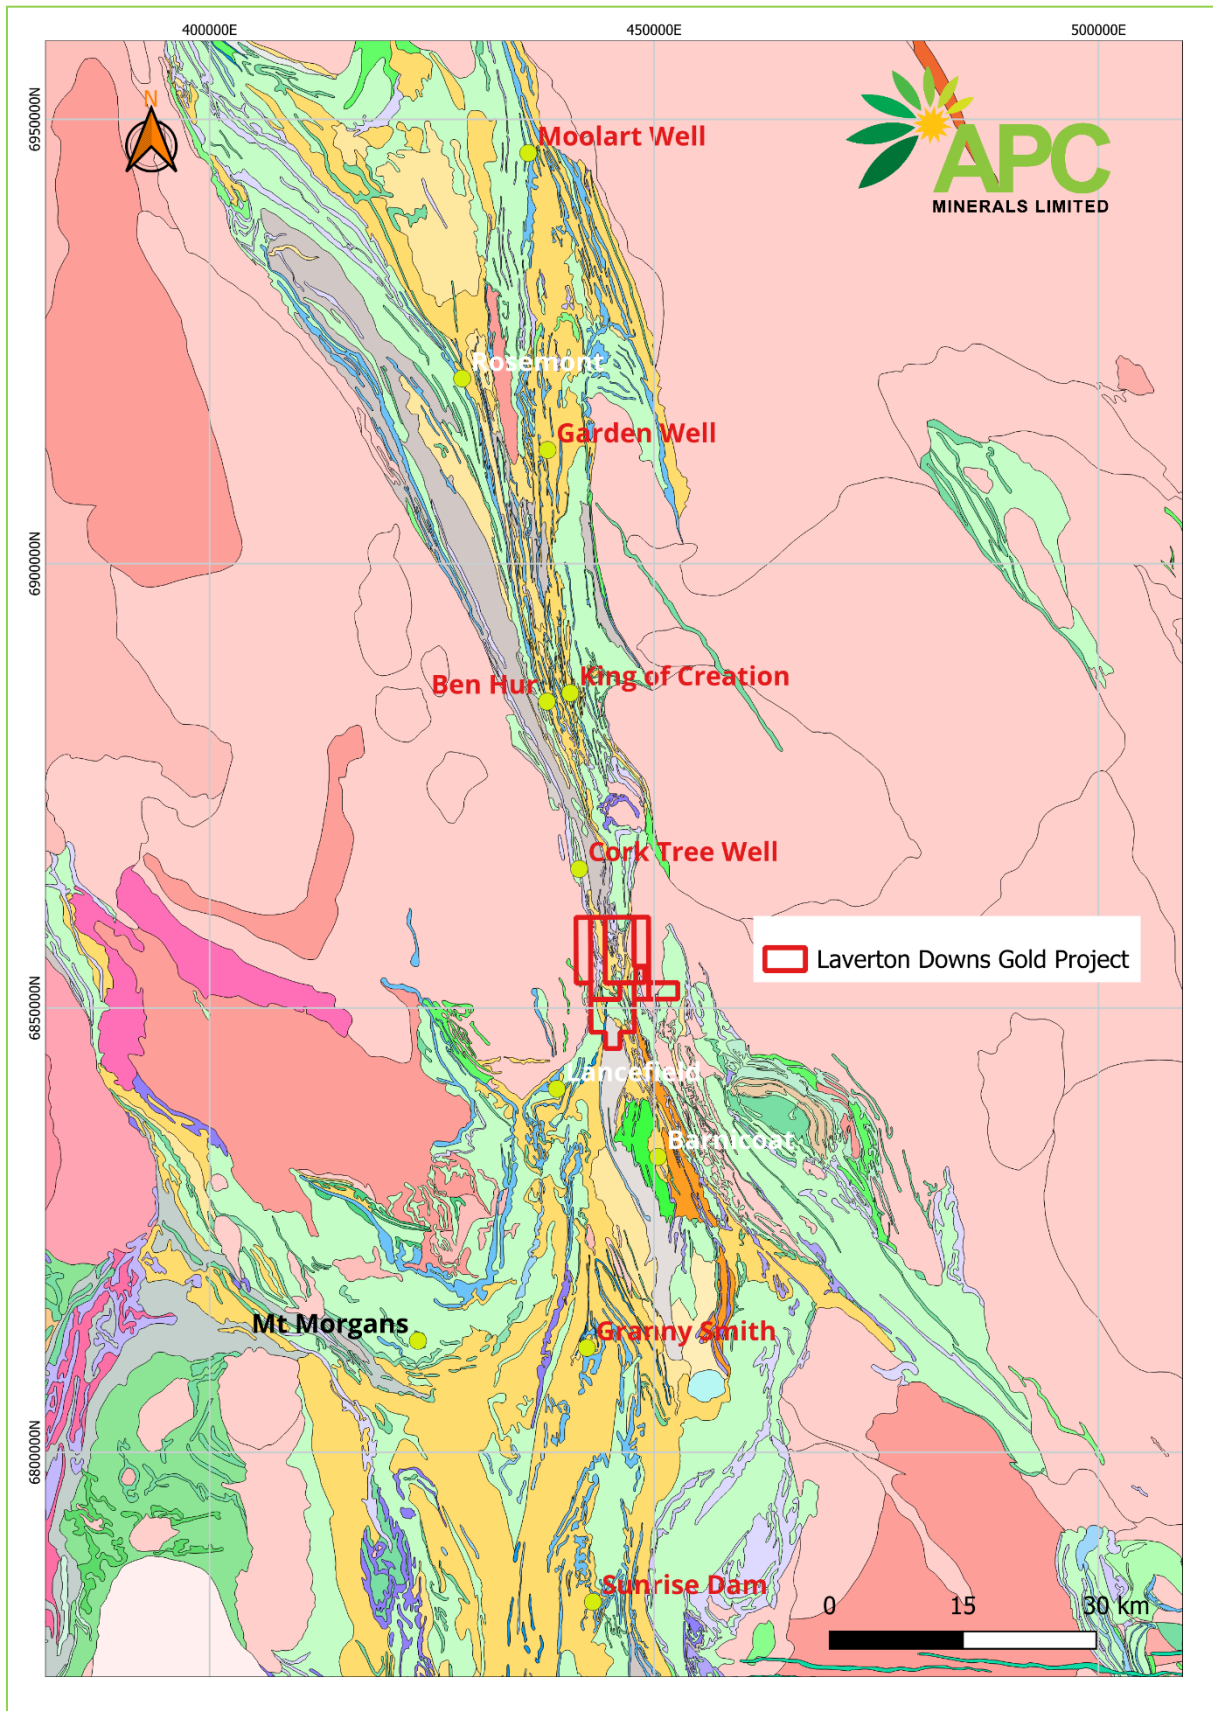 400000E
450000E
500000E
6950000N
6900000N
6850000N
6800000N
N
APC
MINERALS LIMITED
Moolart Well
Rosemont
Garden Well
King of Creation
Ben Hur
Cork Tree Well
Laverton Downs Gold Project
Lancefield
Barnicoat
Mt Morgans
Granny Smith
Sunrise Dam
0 15 30 km